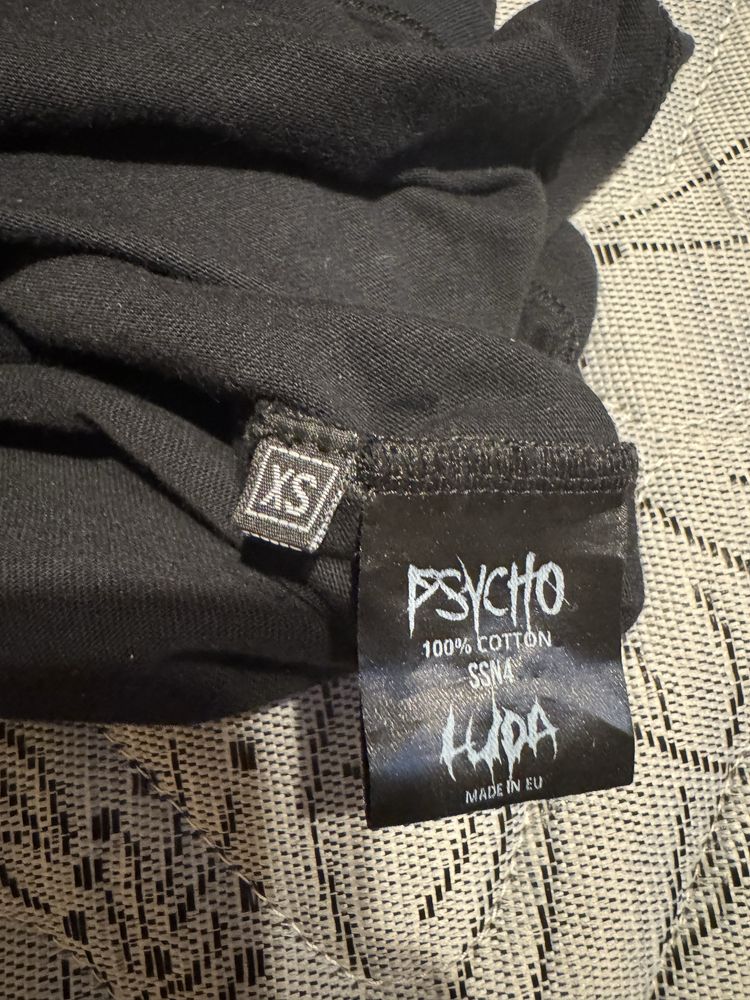 XS
PSYCHO
100% COTTON
SSN4
LUDA
MADE IN EU